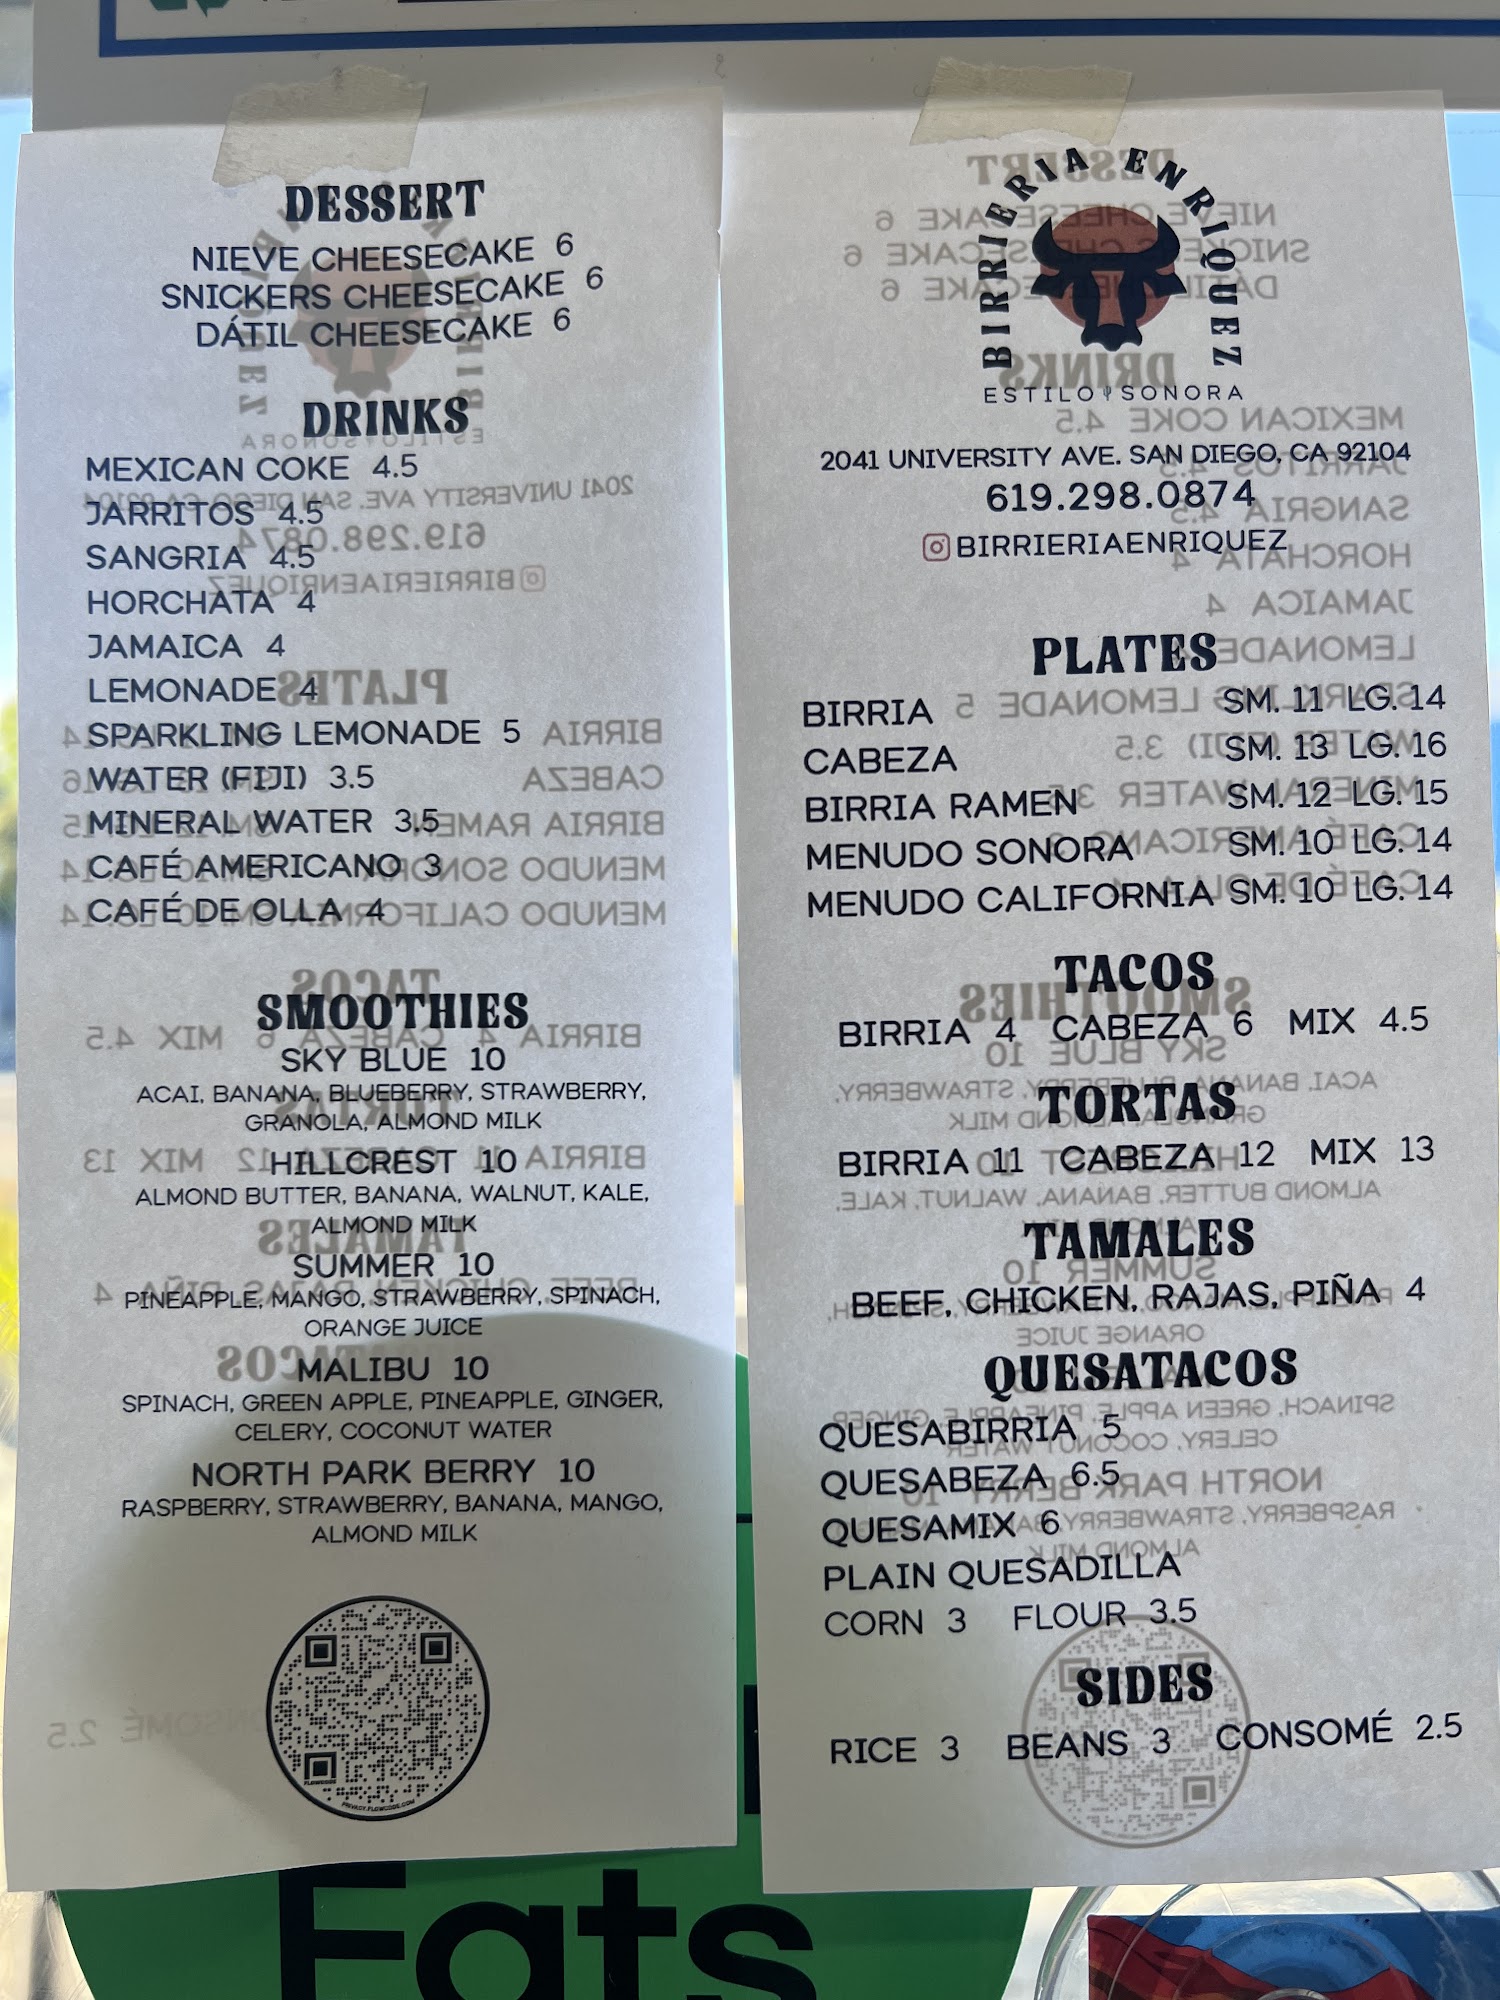 DESSERT
NIEVE CHEESECAKE 6
SNICKERS CHEESECAKE 6
DÁTIL CHEESECAKE 6
DRINKS
MEXICAN COKE 4.5
JARRITOS 4.5
SANGRIA 4.5
HORCHATA 4
JAMAICA 4
LEMONADE 4
SPARKLING LEMONADE 5
WATER (FIJI) 3.5
MINERAL WATER 3.5
CAFÉ AMERICANO 3
CAFÉ DE OLLA 4
SMOOTHIES
SKY BLUE 10
ACAI, BANANA, BLUEBERRY, STRAWBERRY,
GRANOLA, ALMOND MILK
HILLCREST 10
ALMOND BUTTER, BANANA, WALNUT, KALE,
ALMOND MILK
SUMMER 10
PINEAPPLE, MANGO, STRAWBERRY, SPINACH,
ORANGE JUICE
MALIBU 10
SPINACH, GREEN APPLE, PINEAPPLE, GINGER,
CELERY, COCONUT WATER
NORTH PARK BERRY 10
RASPBERRY, STRAWBERRY, BANANA, MANGO,
ALMOND MILK
FLOWCODE
PRIVACY.FLOWCODE.COM
BIRRIERIA ENRIQUEZ
ESTILO SONORA
2041 UNIVERSITY AVE. SAN DIEGO, CA 92104
619.298.0874
BIRRIERIAENRIQUEZ
PLATES
BIRRIA SM. 11 LG. 14
CABEZA SM. 13 LG. 16
BIRRIA RAMEN SM. 12 LG. 15
MENUDO SONORA SM. 10 LG. 14
MENUDO CALIFORNIA SM. 10 LG. 14
TACOS
BIRRIA 4 CABEZA 6 MIX 4.5
TORTAS
BIRRIA 11 CABEZA 12 MIX 13
TAMALES
BEEF, CHICKEN, RAJAS, PIÑA 4
QUESATACOS
QUESABIRRIA 5
QUESABEZA 6.5
QUESAMIX 6
PLAIN QUESADILLA
CORN 3 FLOUR 3.5
SIDES
RICE 3 BEANS 3 CONSOMÉ 2.5
Eats